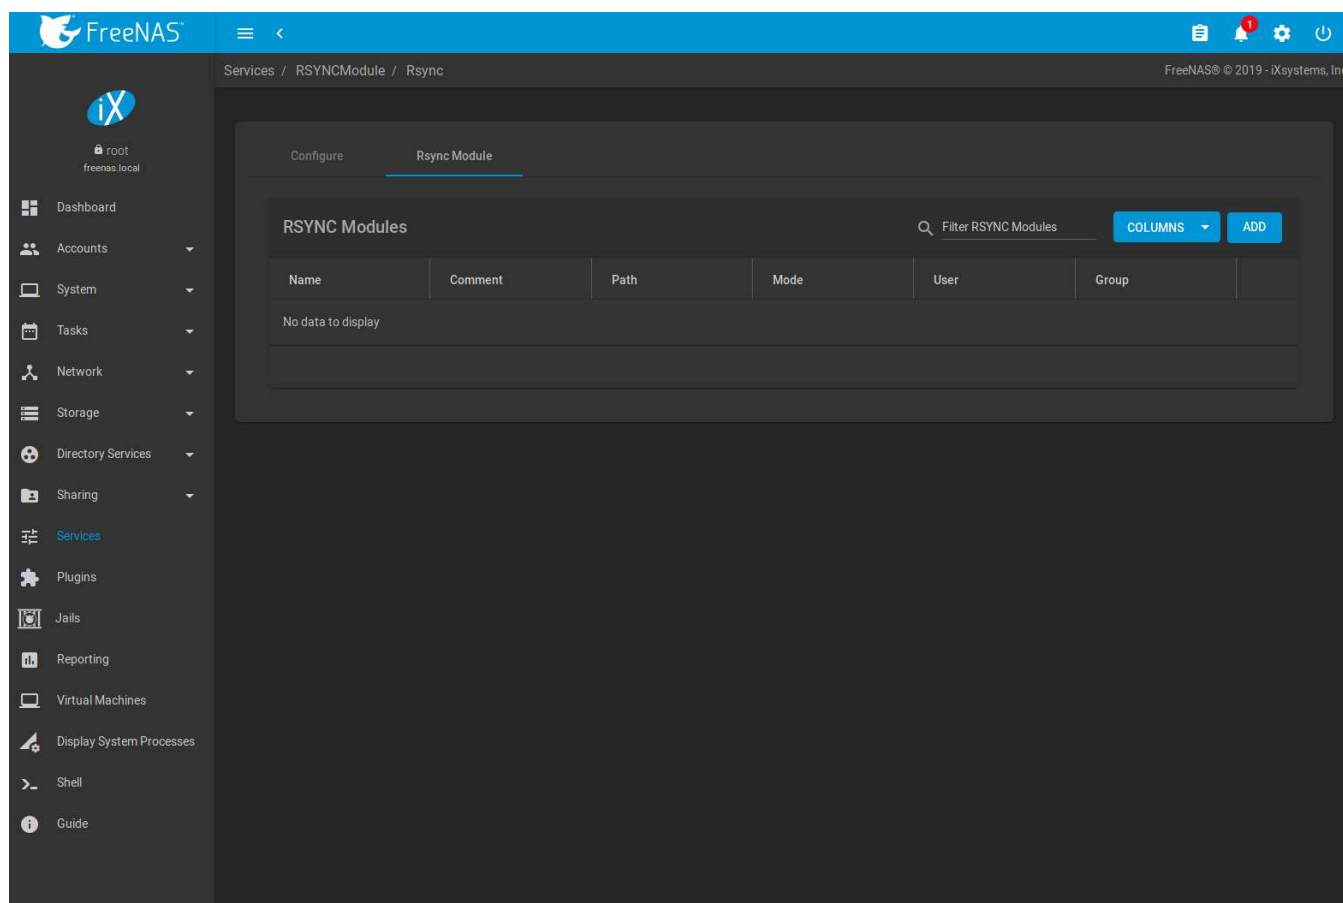 FreeNAS
1
Services / RSYNCModule / Rsync
FreeNAS® © 2019 - iXsystems, Inc
iX
root
freenas.local
Dashboard
Accounts
System
Tasks
Network
Storage
Directory Services
Sharing
Services
Plugins
Jails
Reporting
Virtual Machines
Display System Processes
Shell
Guide
Configure
Rsync Module
RSYNC Modules
Filter RSYNC Modules
COLUMNS
ADD
Name Comment Path Mode User Group
No data to display